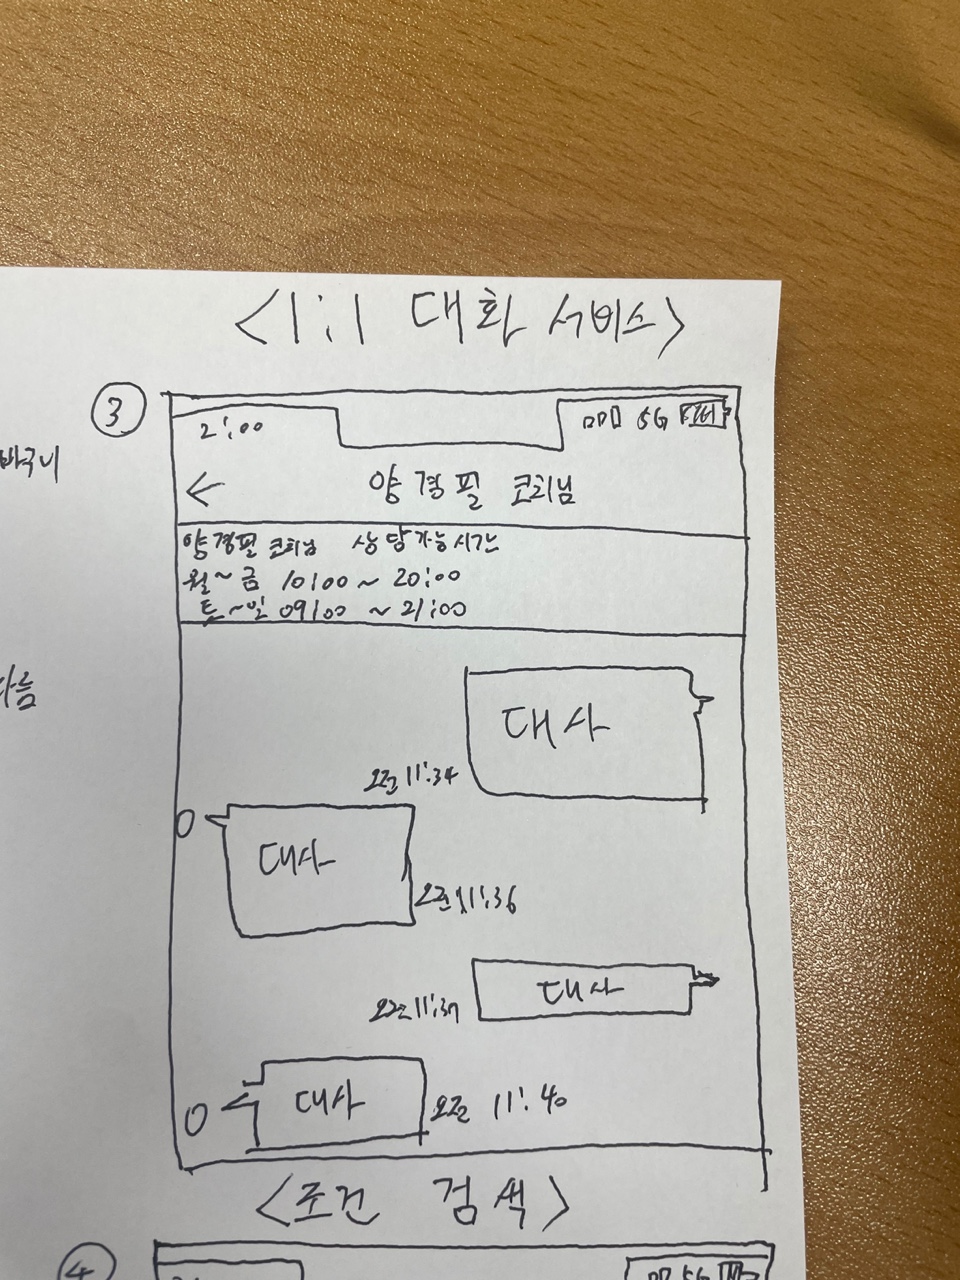 <1:1 대화 서비스>
③
2:00
5G
바구니
← 양경필 코치님
양경필 코치님 상담가능시간
월~금 10:00 ~ 20:00
토~일 09:00 ~ 21:00
다음
대사
오전 11:34
대사
오전 11:36
대사
오전 11:37
대사
오전 11:40
<조건 검색>
④
5G